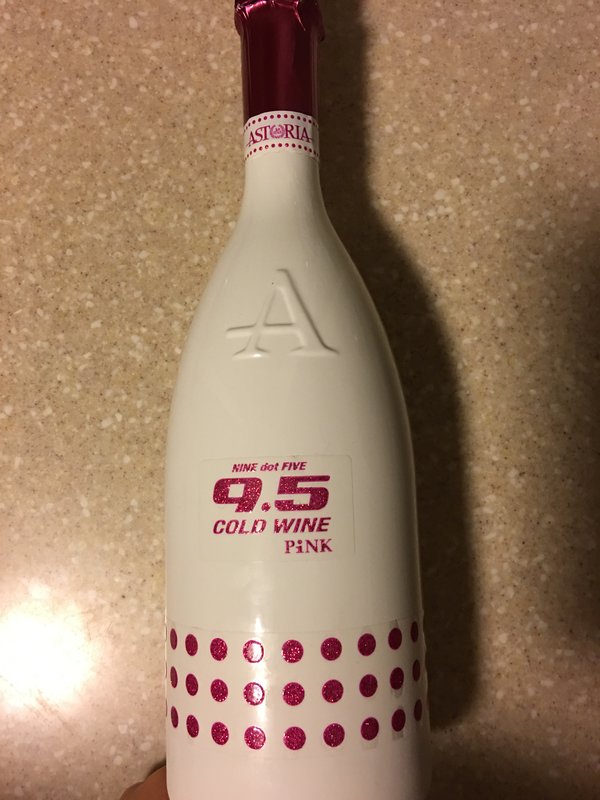 ASTORIA
A
NINE dot FIVE
9.5
COLD WINE
PiNK